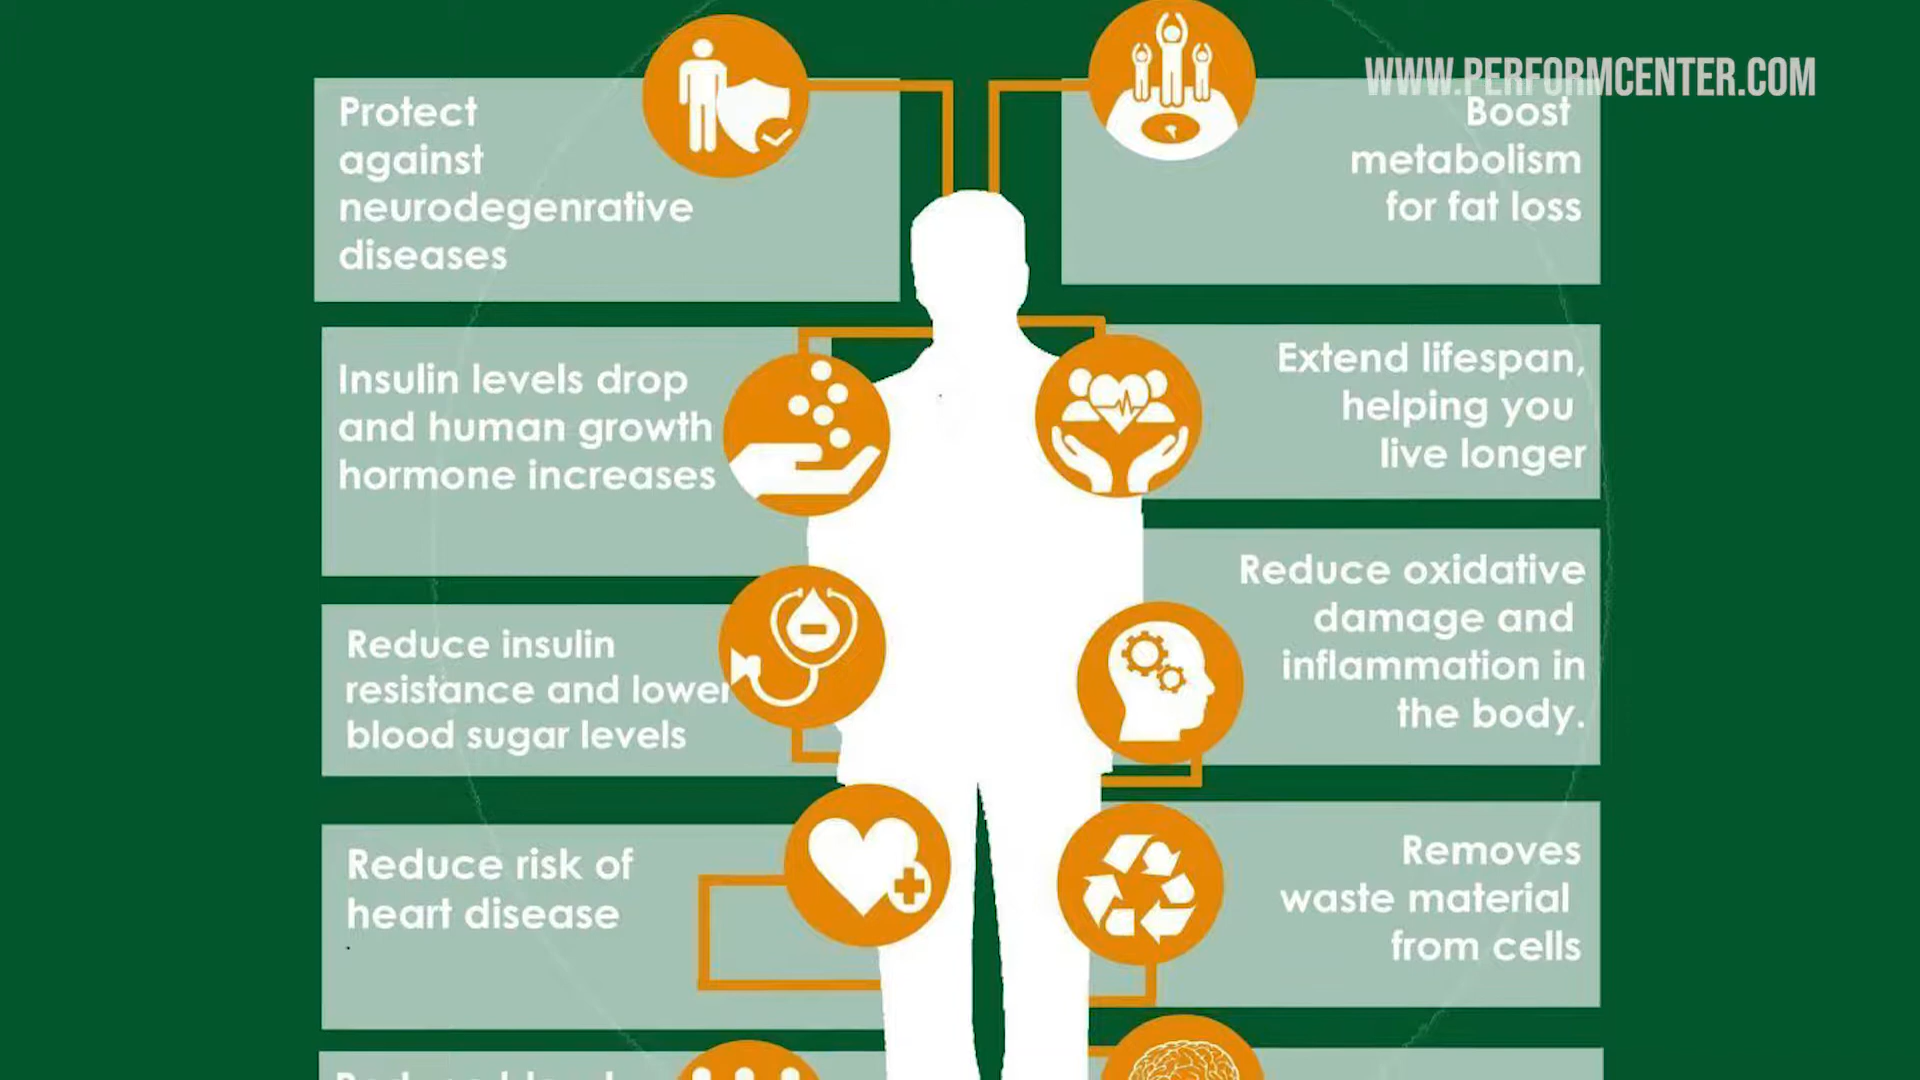 WWW.PERFORMCENTER.COM
Protect
against
neurodegenrative
diseases
Boost
metabolism
for fat loss
Insulin levels drop
and human growth
hormone increases
Extend lifespan,
helping you
live longer
Reduce insulin
resistance and lower
blood sugar levels
Reduce oxidative
damage and
inflammation in
the body.
Reduce risk of
heart disease
Removes
waste material
from cells